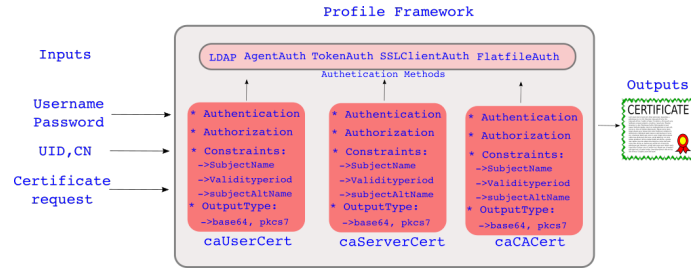 Profile Framework
Inputs
LDAP AgentAuth TokenAuth SSLClientAuth FlatfileAuth
Authetication Methods
Outputs
CERTIFICATE
Username
Password
UID,CN
Certificate
request
* Authentication
* Authorization
* Constraints:
->SubjectName
->Validityperiod
->subjectAltName
* OutputType:
->base64, pkcs7
caUserCert
* Authentication
* Authorization
* Constraints:
->SubjectName
->Validityperiod
->subjectAltName
* OutputType:
->base64, pkcs7
caServerCert
* Authentication
* Authorization
* Constraints:
->SubjectName
->Validityperiod
->subjectAltName
* OutputType:
->base64, pkcs7
caCACert